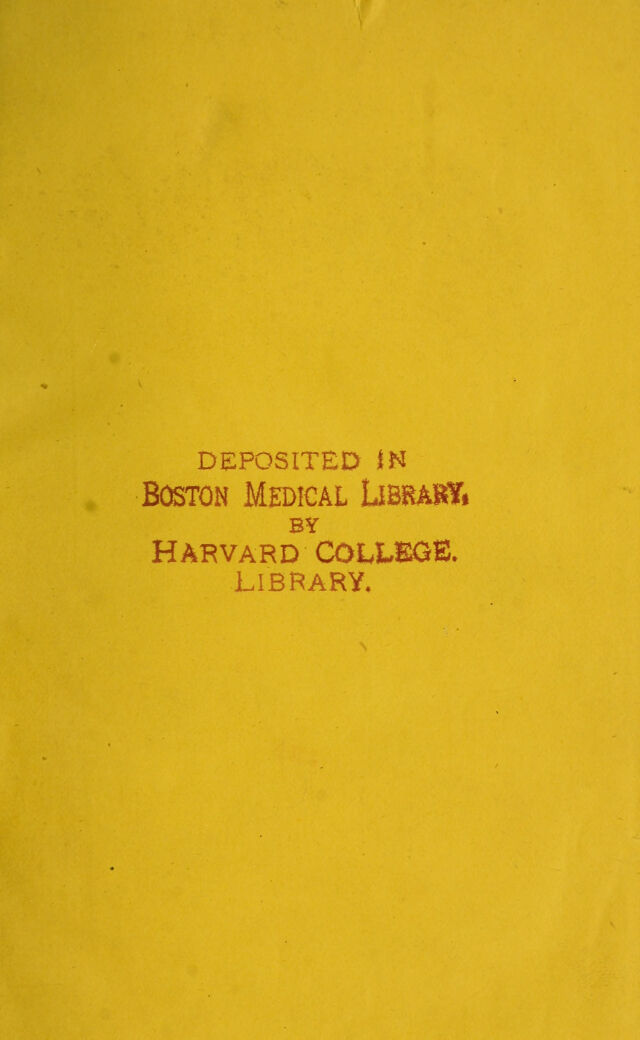 DEPOSITED IN
BOSTON MEDICAL LIBRARY,
BY
HARVARD COLLEGE.
LIBRARY.